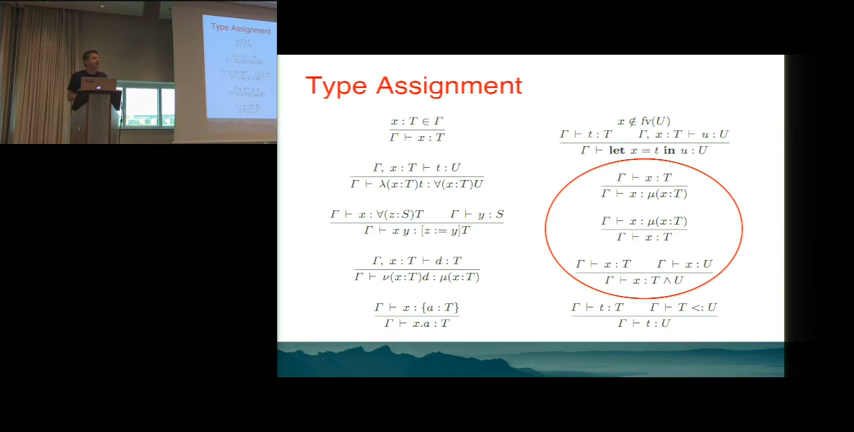 Type Assignment
Type Assignment
x : T ∈ Γ
Γ ⊢ x : T
Γ, x : T ⊢ t : U
Γ ⊢ λ(x:T)t : ∀(x:T)U
Γ ⊢ x : ∀(z:S)T Γ ⊢ y : S
Γ ⊢ x y : [z := y]T
Γ, x : T ⊢ d : T
Γ ⊢ ν(x:T)d : μ(x:T)
Γ ⊢ x : {a : T}
Γ ⊢ x.a : T
x ∉ fv(U)
Γ ⊢ t : T Γ, x : T ⊢ u : U
Γ ⊢ let x = t in u : U
Γ ⊢ x : T
Γ ⊢ x : μ(x:T)
Γ ⊢ x : μ(x:T)
Γ ⊢ x : T
Γ ⊢ x : T Γ ⊢ x : U
Γ ⊢ x : T ∧ U
Γ ⊢ t : T Γ ⊢ T <: U
Γ ⊢ t : U